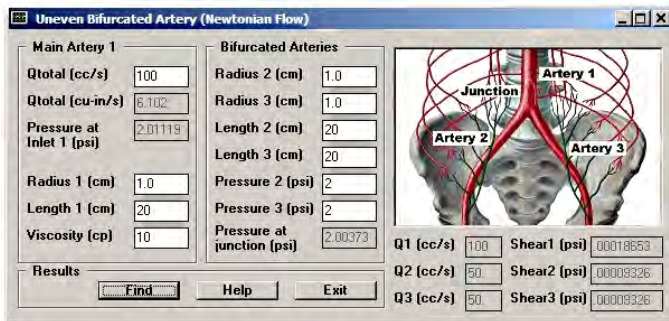 Uneven Bifurcated Artery (Newtonian Flow)
Main Artery 1
Qtotal (cc/s) 100
Qtotal (cu-in/s) 6.102
Pressure at
Inlet 1 (psi) 2.01119
Radius 1 (cm) 1.0
Length 1 (cm) 20
Viscosity (cp) 10
Bifurcated Arteries
Radius 2 (cm) 1.0
Radius 3 (cm) 1.0
Length 2 (cm) 20
Length 3 (cm) 20
Pressure 2 (psi) 2
Pressure 3 (psi) 2
Pressure at
junction (psi) 2.00373
Artery 1
Junction
Artery 2
Artery 3
Q1 (cc/s) 100 Shear1 (psi) .00018653
Q2 (cc/s) 50. Shear2 (psi) .00009326
Q3 (cc/s) 50. Shear3 (psi) .00009326
Results
Find Help Exit